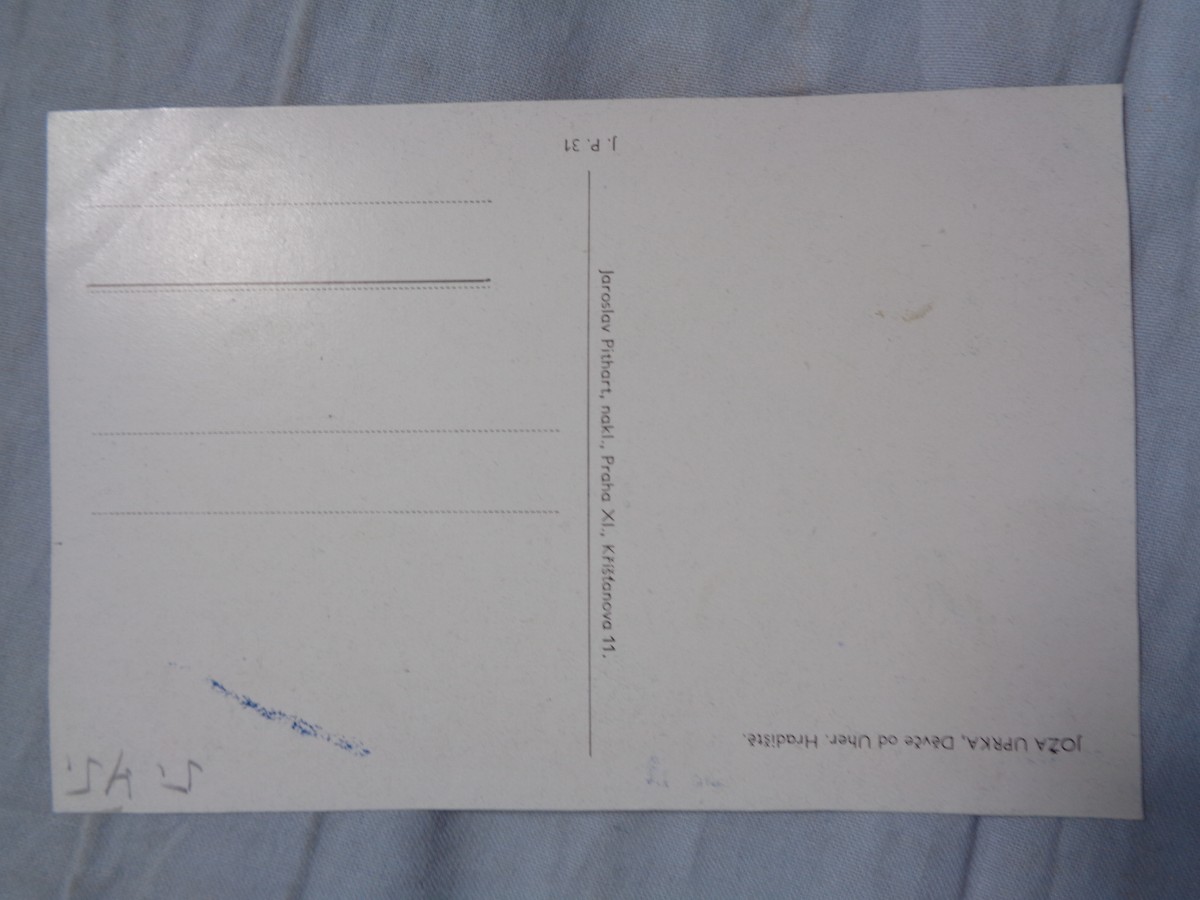 JOŽA UPRKA, Děvče od Uher. Hradiště.
Jaroslav Pithart, nakl., Praha XI., Křišťanova 11.
J. P. 31